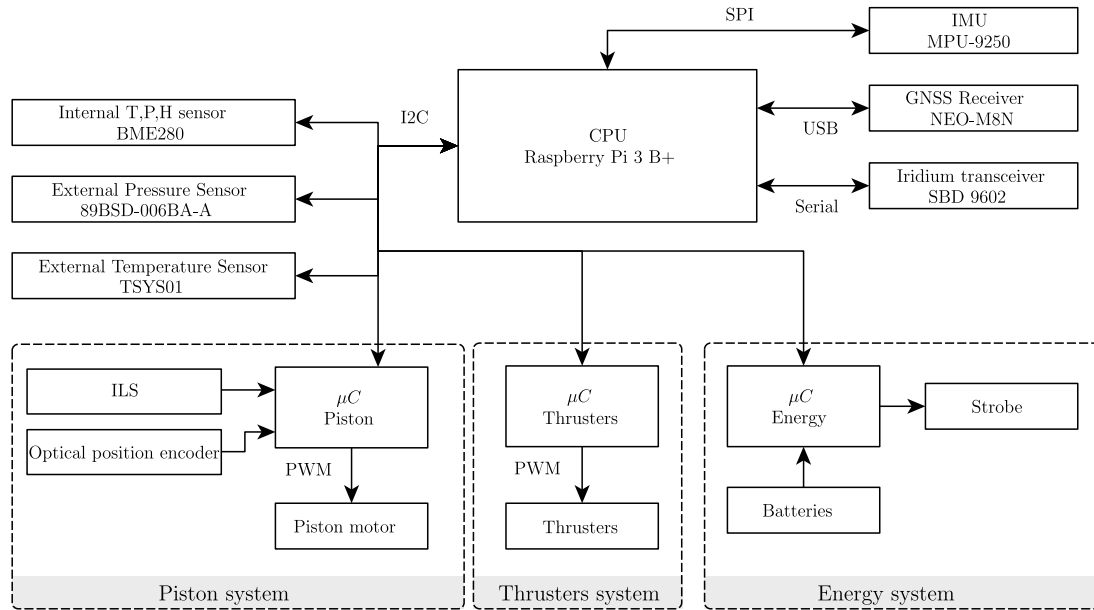 SPI
IMU
MPU-9250
Internal T,P,H sensor
BME280
I2C
CPU
Raspberry Pi 3 B+
GNSS Receiver
NEO-M8N
USB
External Pressure Sensor
89BSD-006BA-A
Iridium transceiver
SBD 9602
Serial
External Temperature Sensor
TSYS01
ILS
Optical position encoder
μC
Piston
PWM
Piston motor
Piston system
μC
Thrusters
PWM
Thrusters
Thrusters system
μC
Energy
Strobe
Batteries
Energy system